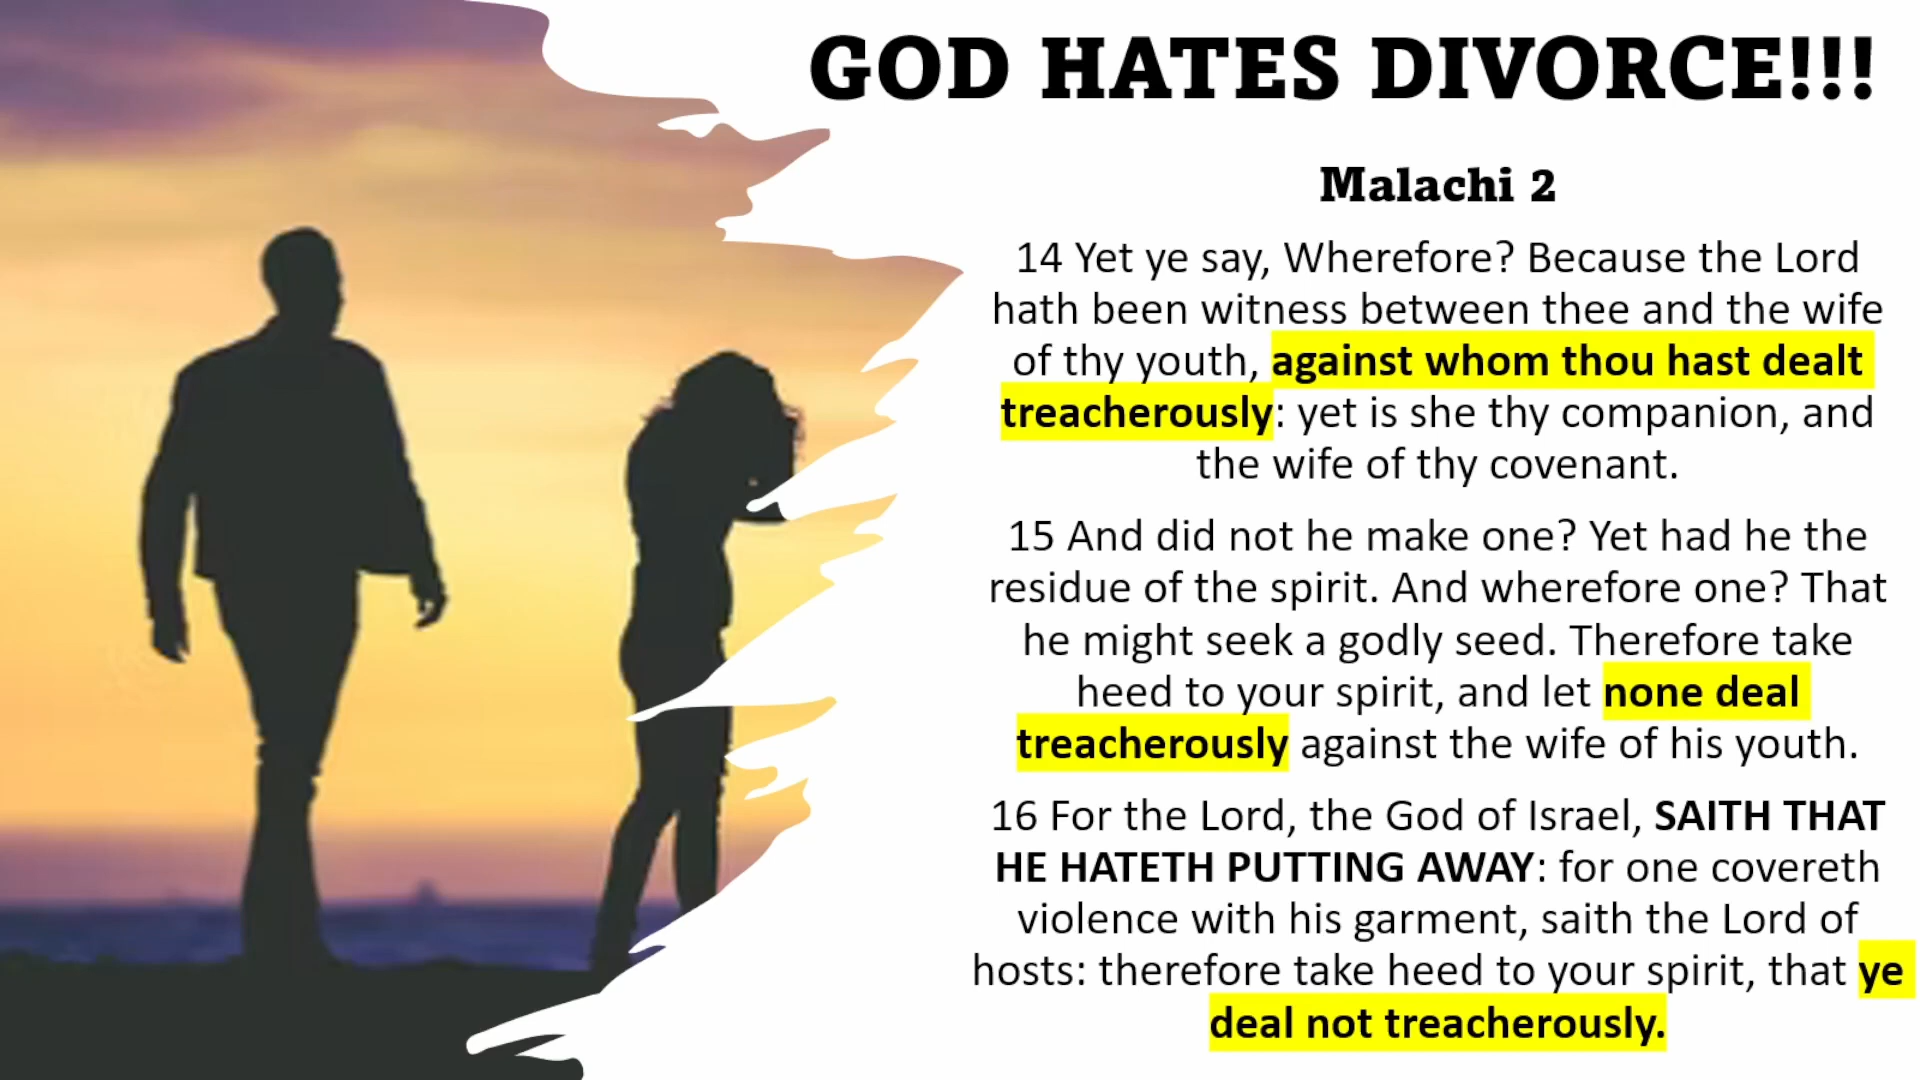 GOD HATES DIVORCE!!!
Malachi 2
14 Yet ye say, Wherefore? Because the Lord
hath been witness between thee and the wife
of thy youth, against whom thou hast dealt
treacherously: yet is she thy companion, and
the wife of thy covenant.
15 And did not he make one? Yet had he the
residue of the spirit. And wherefore one? That
he might seek a godly seed. Therefore take
heed to your spirit, and let none deal
treacherously against the wife of his youth.
16 For the Lord, the God of Israel, SAITH THAT
HE HATETH PUTTING AWAY: for one covereth
violence with his garment, saith the Lord of
hosts: therefore take heed to your spirit, that ye
deal not treacherously.